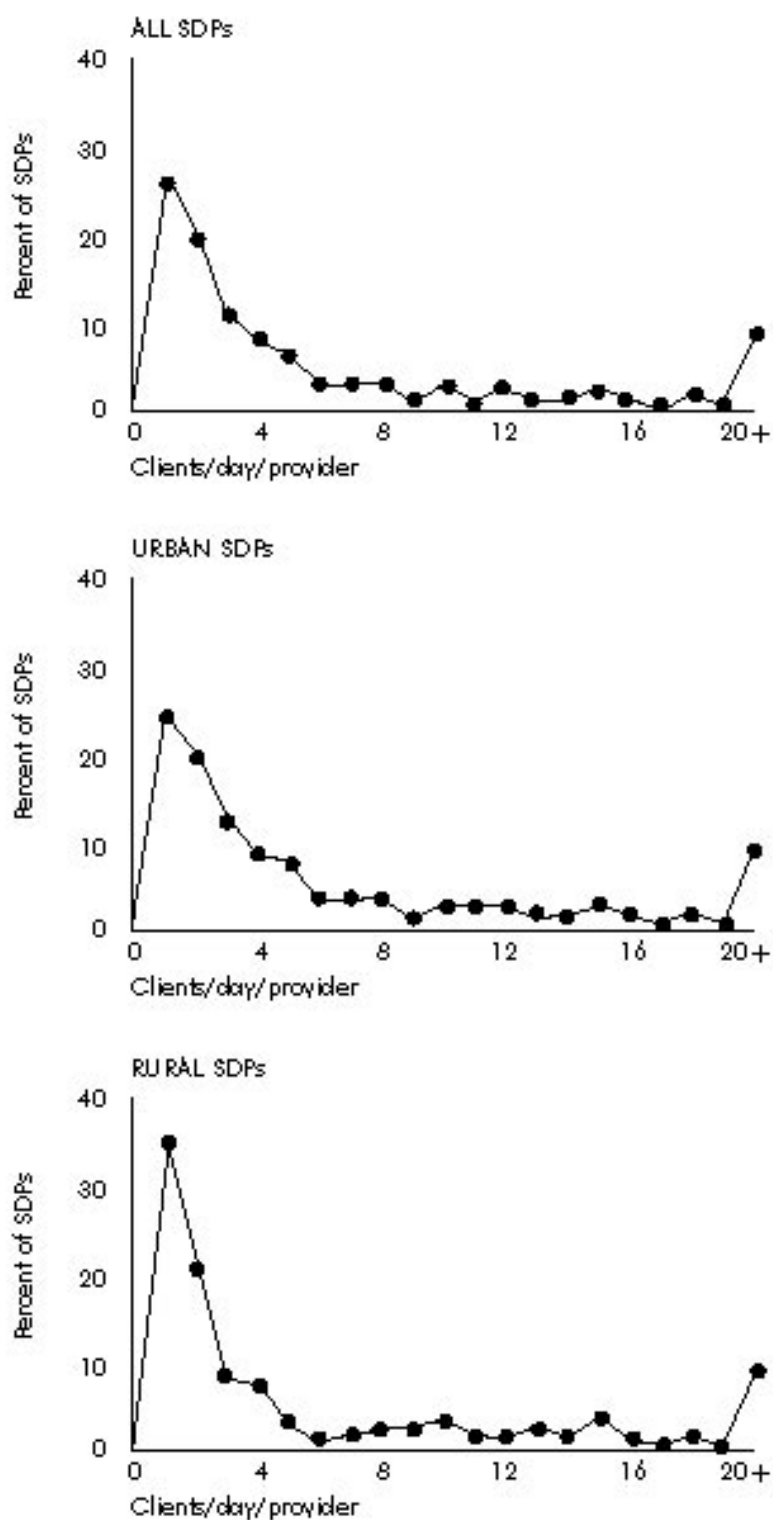 ALL SDPs
40
30
20
10
0
Percent of SDPs
0 4 8 12 16 20+
Clients/day/provider
URBAN SDPs
40
30
20
10
0
Percent of SDPs
0 4 8 12 16 20+
Clients/day/provider
RURAL SDPs
40
30
20
10
0
Percent of SDPs
0 4 8 12 16 20+
Clients/day/provider